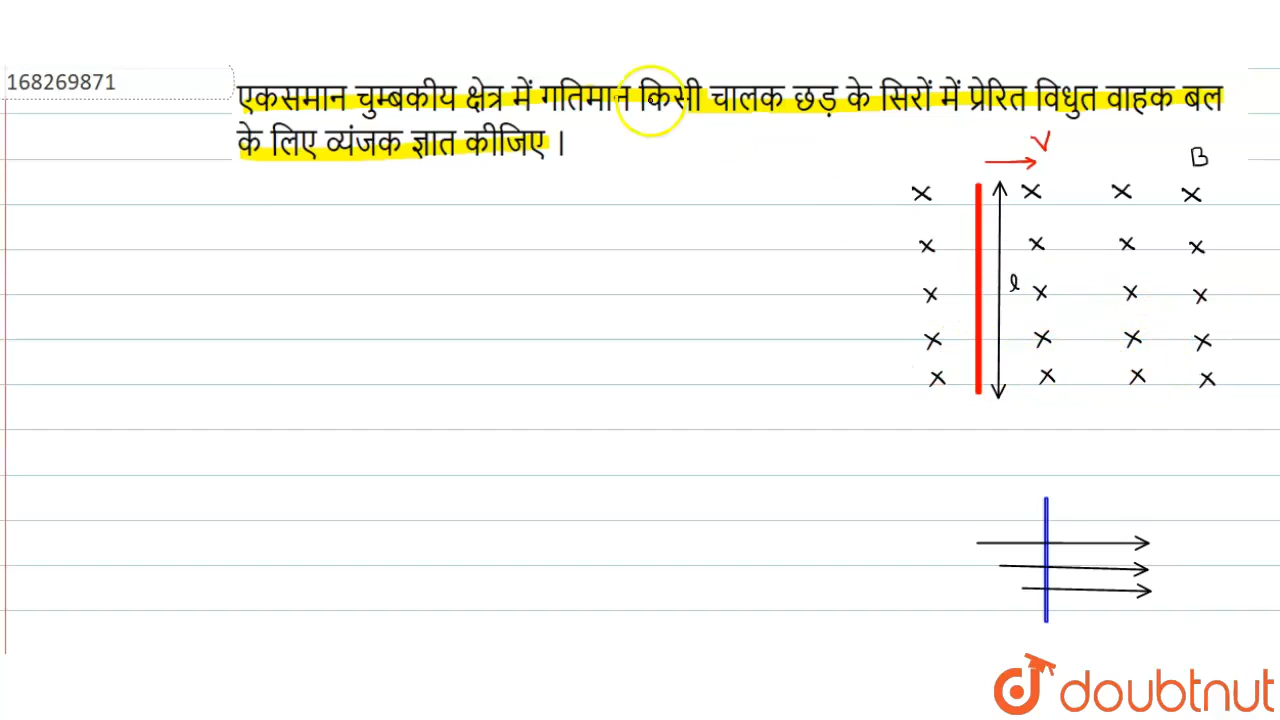 168269871
एकसमान चुम्बकीय क्षेत्र में गतिमान किसी चालक छड़ के सिरों में प्रेरित विधुत वाहक बल
के लिए व्यंजक ज्ञात कीजिए ।
V
B
x x x x
x x x x
l
x x x x
x x x x
x x x x
doubtnut